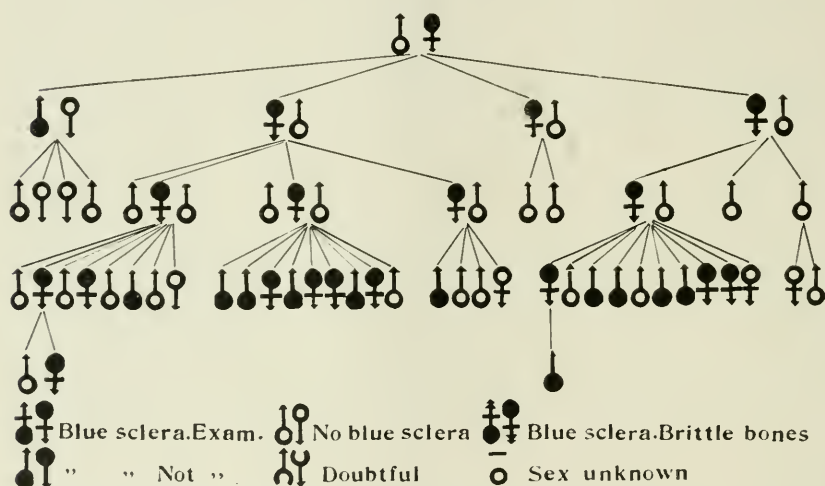 Blue sclera.Exam. No blue sclera Blue sclera.Brittle bones
" " Not " Doubtful Sex unknown